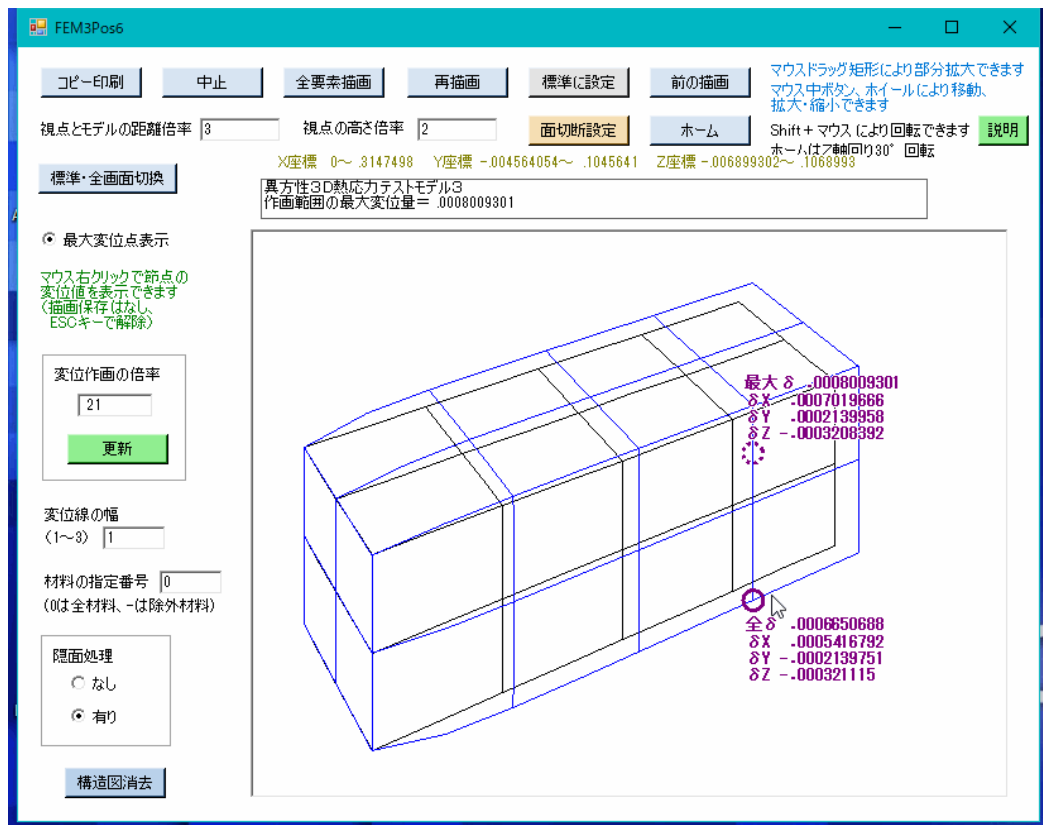 FEM3Pos6
コピー印刷
中止
全要素描画
再描画
標準に設定
前の描画
マウスドラッグ矩形により部分拡大できます
マウス中ボタン、ホイールにより移動、
拡大・縮小できます
視点とモデルの距離倍率 3
視点の高さ倍率 2
面切断設定
ホーム
Shift+マウスにより回転できます
説明
ホームはZ軸回り30°回転
標準・全画面切換
X座標 0～ .3147498 Y座標 -.004564054～ .1045641 Z座標 -.006899302～ .1068993
異方性3D熱応力テストモデル3
作画範囲の最大変位量＝ .0008009301
最大変位点表示
マウス右クリックで節点の
変位値を表示できます
(描画保存はなし、
ESCキーで解除)
変位作画の倍率
21
更新
変位線の幅
(1～3) 1
材料の指定番号 0
(0は全材料、-は除外材料)
隠面処理
なし
有り
構造図消去
最大δ .0008009301
δX .0007019666
δY .0002139958
δZ -.0003208392
全δ .0006650688
δX .0005416792
δY -.0002139751
δZ -.000321115